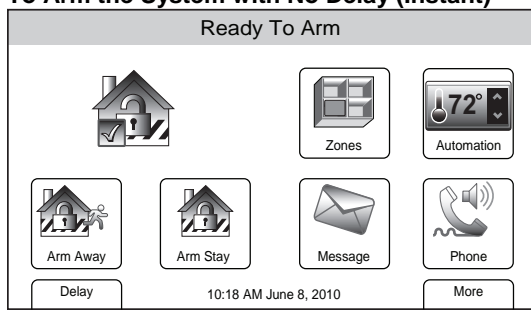 To Arm the System with No Delay (Instant)
Ready To Arm
72°
Zones
Automation
Arm Away
Arm Stay
Message
Phone
Delay
10:18 AM June 8, 2010
More